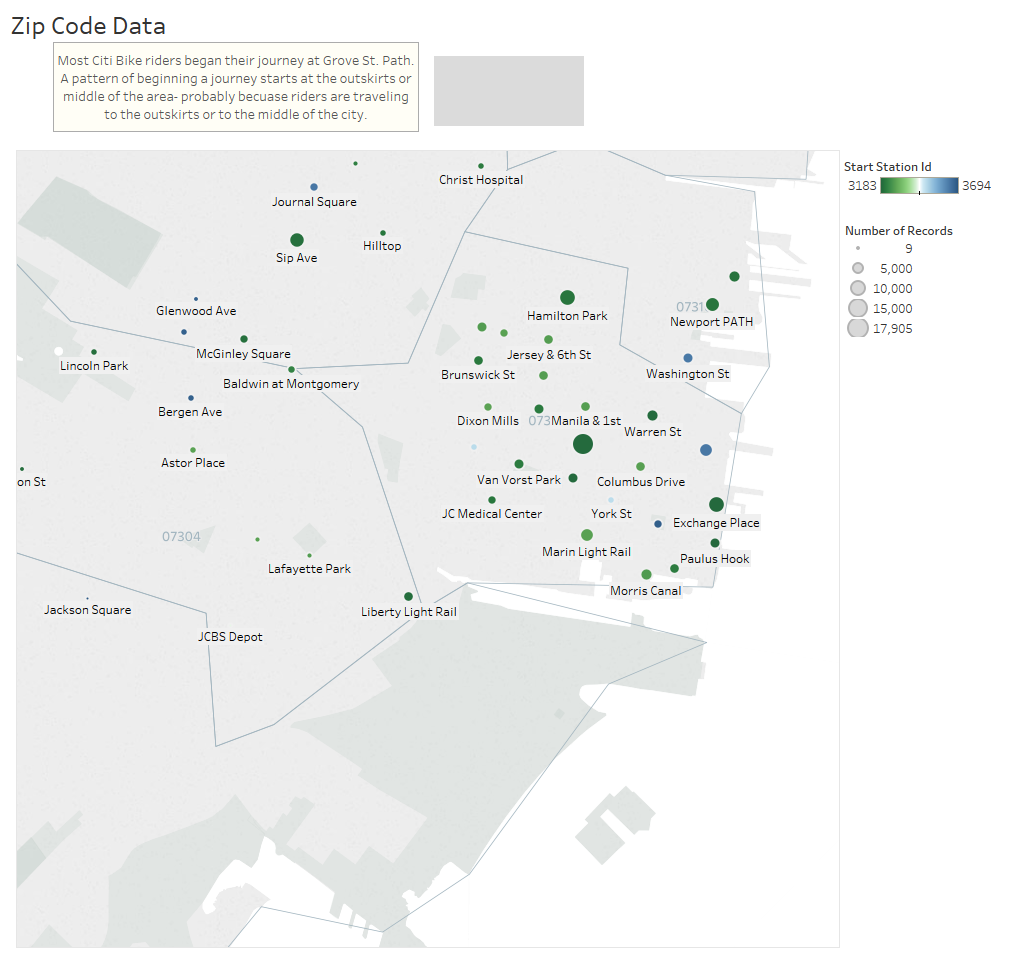 Zip Code Data
Most Citi Bike riders began their journey at Grove St. Path.
A pattern of beginning a journey starts at the outskirts or
middle of the area- probably becuase riders are traveling
to the outskirts or to the middle of the city.
Start Station Id
3183
3694
Number of Records
9
5,000
10,000
15,000
17,905
Christ Hospital
Journal Square
Hilltop
Sip Ave
Glenwood Ave
0731
Hamilton Park
Newport PATH
McGinley Square
Jersey & 6th St
Lincoln Park
Brunswick St
Washington St
Baldwin at Montgomery
Bergen Ave
Dixon Mills
073
Manila & 1st
Warren St
Astor Place
Van Vorst Park
Columbus Drive
on St
JC Medical Center
York St
Exchange Place
07304
Marin Light Rail
Paulus Hook
Lafayette Park
Morris Canal
Jackson Square
Liberty Light Rail
JCBS Depot